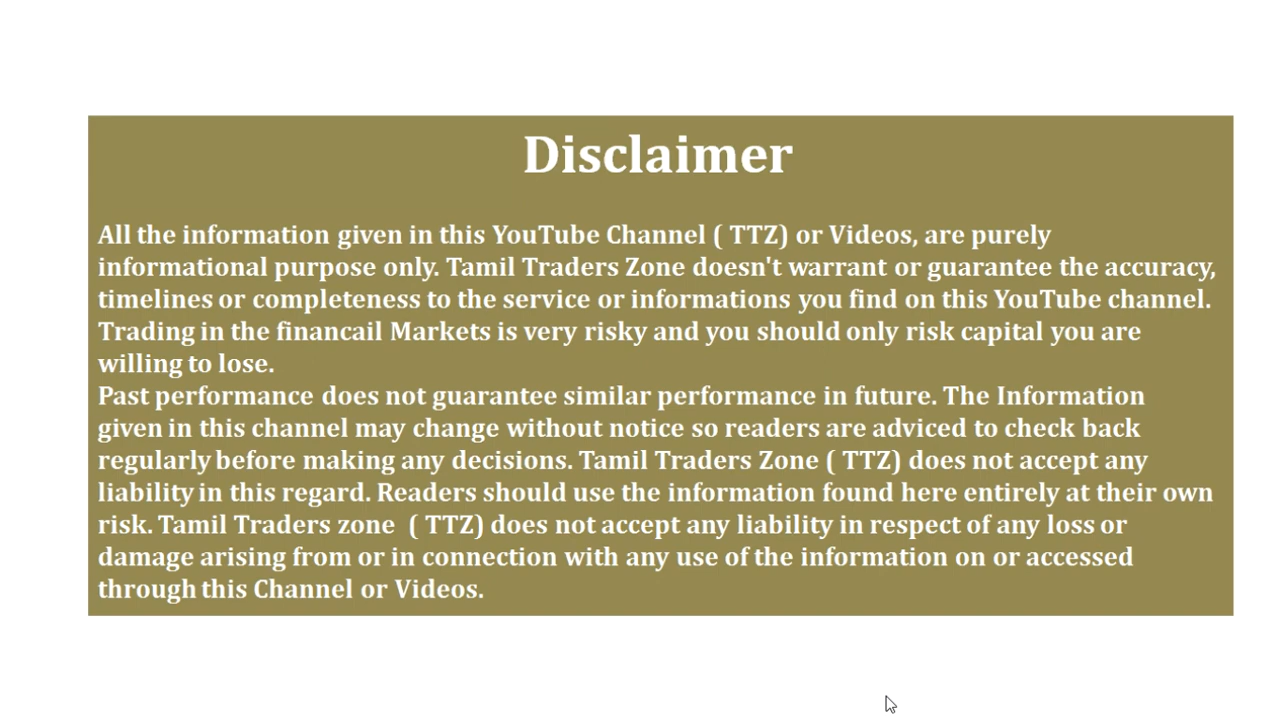 Disclaimer
All the information given in this YouTube Channel ( TTZ) or Videos, are purely
informational purpose only. Tamil Traders Zone doesn't warrant or guarantee the accuracy,
timelines or completeness to the service or informations you find on this YouTube channel.
Trading in the financail Markets is very risky and you should only risk capital you are
willing to lose.
Past performance does not guarantee similar performance in future. The Information
given in this channel may change without notice so readers are adviced to check back
regularly before making any decisions. Tamil Traders Zone ( TTZ) does not accept any
liability in this regard. Readers should use the information found here entirely at their own
risk. Tamil Traders zone  ( TTZ) does not accept any liability in respect of any loss or
damage arising from or in connection with any use of the information on or accessed
through this Channel or Videos.